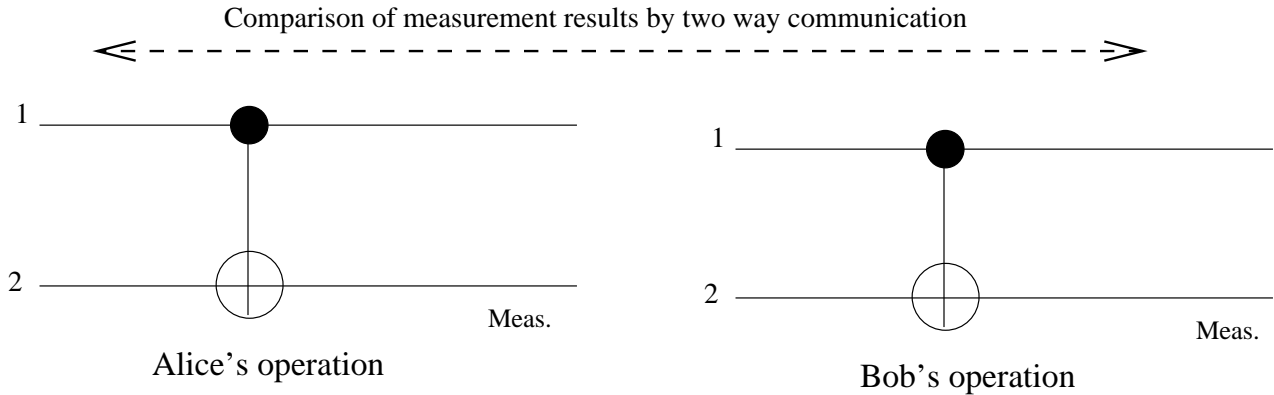 Comparison of measurement results by two way communication
1
2
Meas.
Alice's operation
1
2
Meas.
Bob's operation